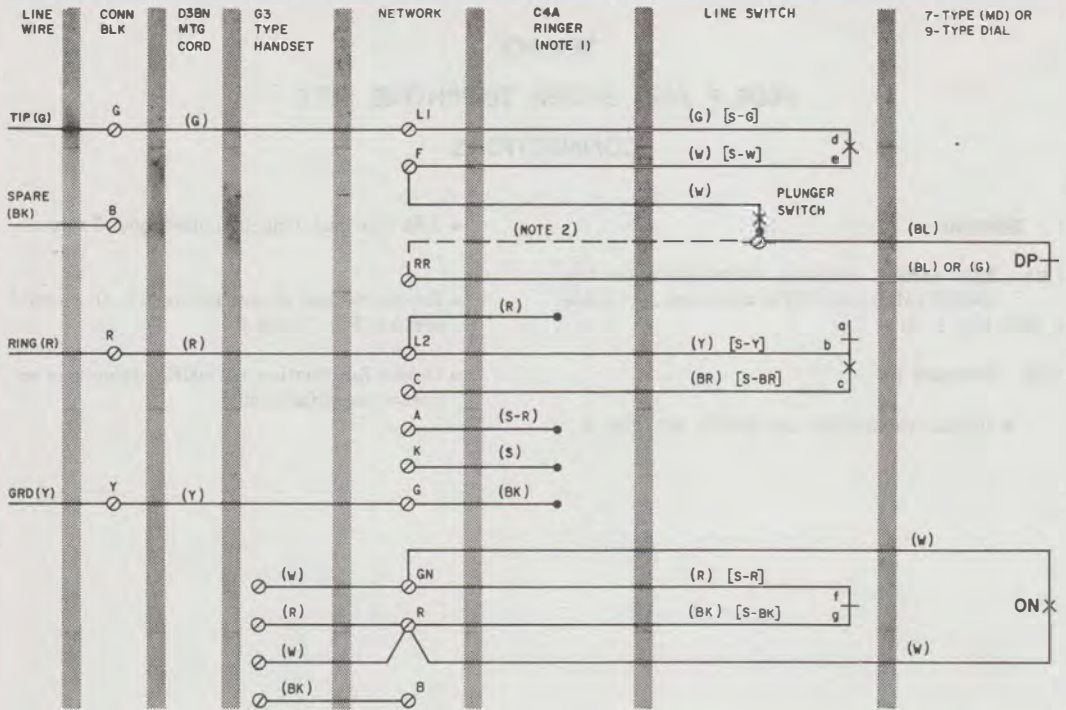 LINE WIRE
CONN BLK
D3BN MTG CORD
G3 TYPE HANDSET
NETWORK
C4A RINGER (NOTE 1)
LINE SWITCH
7-TYPE (MD) OR 9-TYPE DIAL
TIP (G) G (G) L1 (G) [S-G] d
F (W) [S-W] e
SPARE (BK) B (W) PLUNGER SWITCH
(NOTE 2) (BL)
RR (BL) OR (G) DP
(R)
RING (R) R (R) L2 (Y) [S-Y] b
C (BR) [S-BR] c
A (S-R)
K (S)
GRD (Y) Y (Y) G (BK)
(W)
(W) GN (R) [S-R] f
(R) R (BK) [S-BK] g ON
(W) (W)
(BK) B